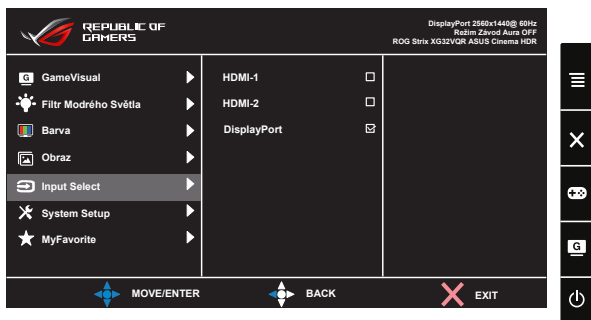 REPUBLIC OF
GAMERS
DisplayPort 2560x1440@ 60Hz
Režim Závod Aura OFF
ROG Strix XG32VQR ASUS Cinema HDR
G GameVisual
Filtr Modrého Světla
Barva
Obraz
Input Select
System Setup
MyFavorite
HDMI-1
HDMI-2
DisplayPort
G
MOVE/ENTER
BACK
EXIT